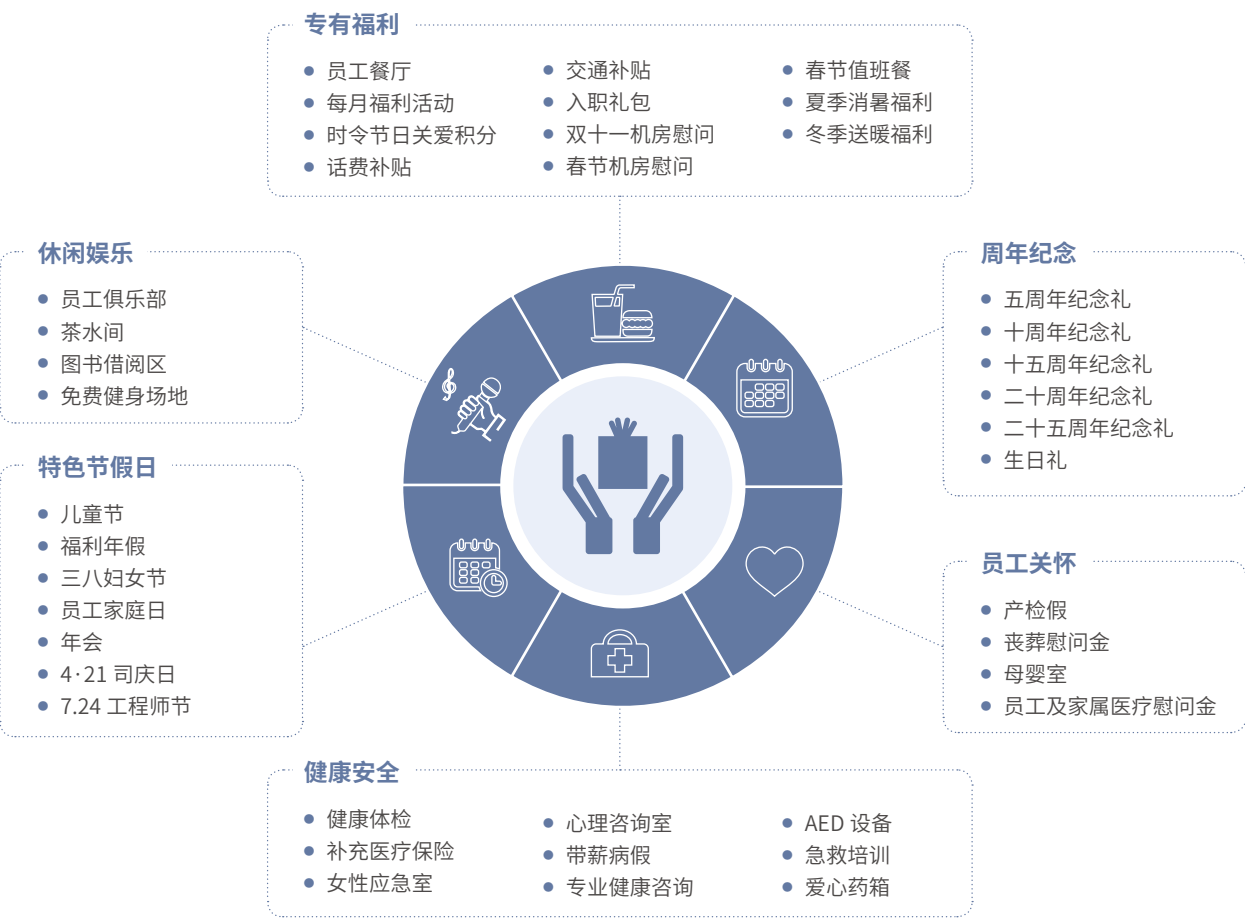 专有福利
员工餐厅
每月福利活动
时令节日关爱积分
话费补贴
交通补贴
入职礼包
双十一机房慰问
春节机房慰问
春节值班餐
夏季消暑福利
冬季送暖福利
休闲娱乐
员工俱乐部
茶水间
图书借阅区
免费健身场地
周年纪念
五周年纪念礼
十周年纪念礼
十五周年纪念礼
二十周年纪念礼
二十五周年纪念礼
生日礼
特色节假日
儿童节
福利年假
三八妇女节
员工家庭日
年会
4·21 司庆日
7.24 工程师节
员工关怀
产检假
丧葬慰问金
母婴室
员工及家属医疗慰问金
健康安全
健康体检
补充医疗保险
女性应急室
心理咨询室
带薪病假
专业健康咨询
AED 设备
急救培训
爱心药箱